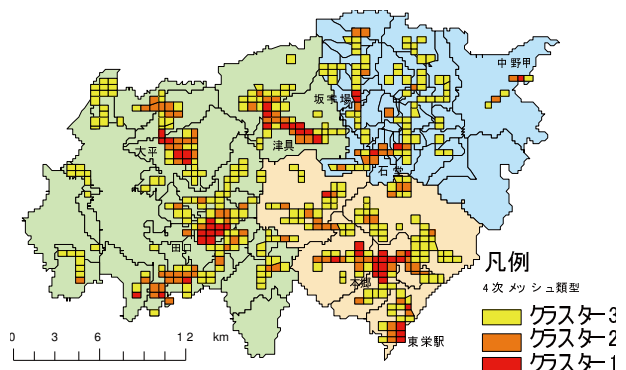 中野甲
坂宇場
大平
津具
石堂
田口
本郷
東栄駅
凡例
4次メッシュ類型
クラスター3
クラスター2
クラスター1
0 3 6 12 km